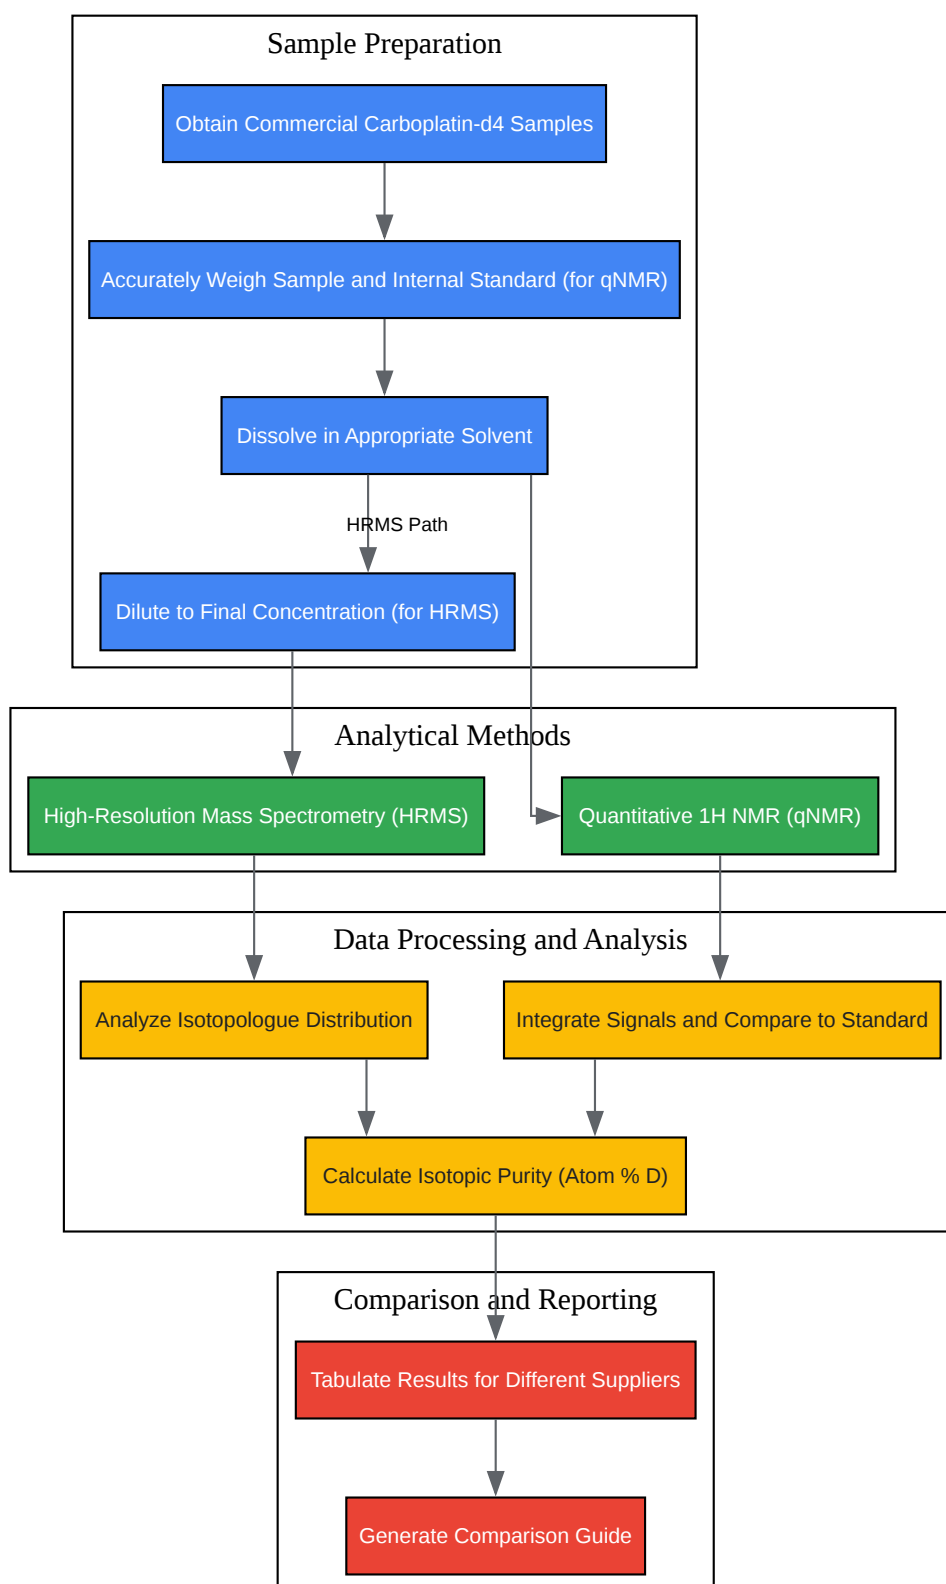 Sample Preparation
Obtain Commercial Carboplatin-d4 Samples
Accurately Weigh Sample and Internal Standard (for qNMR)
Dissolve in Appropriate Solvent
HRMS Path
Dilute to Final Concentration (for HRMS)
Analytical Methods
High-Resolution Mass Spectrometry (HRMS)
Quantitative 1H NMR (qNMR)
Data Processing and Analysis
Analyze Isotopologue Distribution
Integrate Signals and Compare to Standard
Calculate Isotopic Purity (Atom % D)
Comparison and Reporting
Tabulate Results for Different Suppliers
Generate Comparison Guide